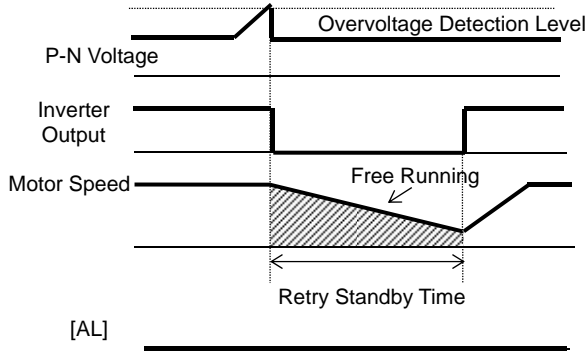 Overvoltage Detection Level
P-N Voltage
Inverter
Output
Motor Speed
Free Running
Retry Standby Time
[AL]